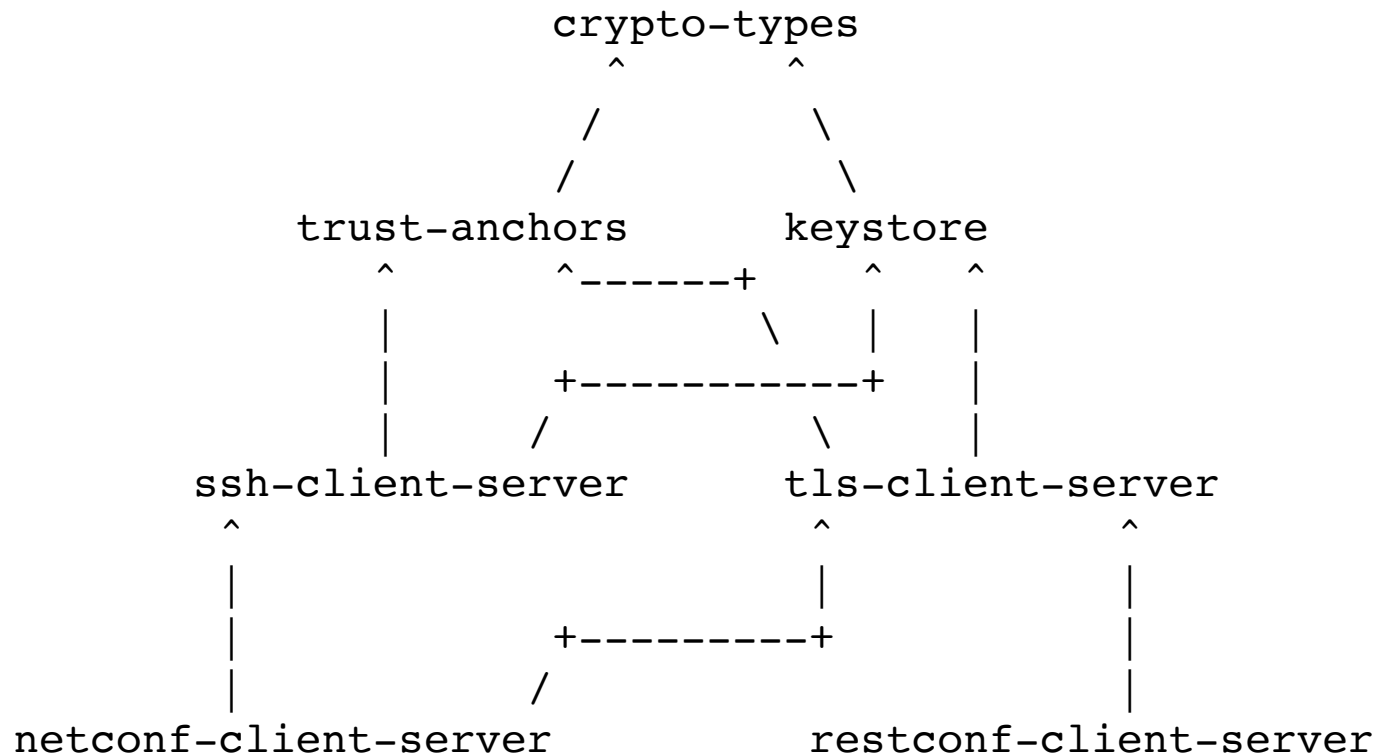 crypto-types
^ ^
/ \
/ \
trust-anchors keystore
^ ^------+ ^ ^
| \ | |
| +-----------+ |
| / \ |
ssh-client-server tls-client-server
^ ^ ^
| | |
| +---------+ |
| / |
netconf-client-server restconf-client-server